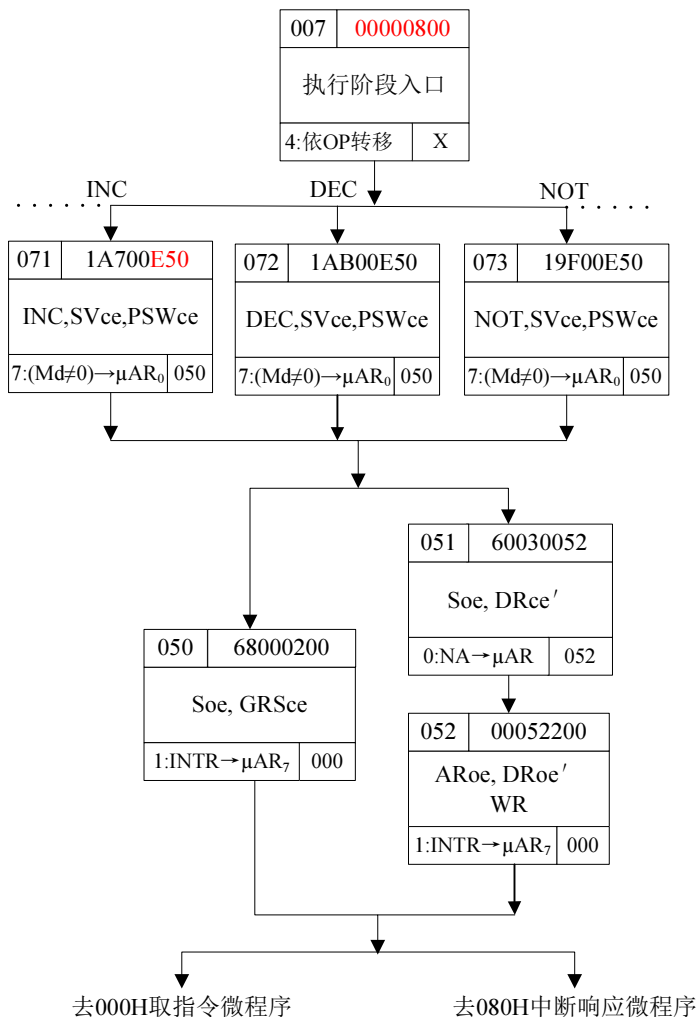 007 00000800
执行阶段入口
4:依OP转移 X
INC DEC NOT
071 1A700E50
INC,SVce,PSWce
7:(Md≠0)→μAR₀ 050
072 1AB00E50
DEC,SVce,PSWce
7:(Md≠0)→μAR₀ 050
073 19F00E50
NOT,SVce,PSWce
7:(Md≠0)→μAR₀ 050
051 60030052
Soe, DRce′
0:NA→μAR 052
050 68000200
Soe, GRSce
1:INTR→μAR₇ 000
052 00052200
ARoe, DRoe′
WR
1:INTR→μAR₇ 000
去000H取指令微程序
去080H中断响应微程序